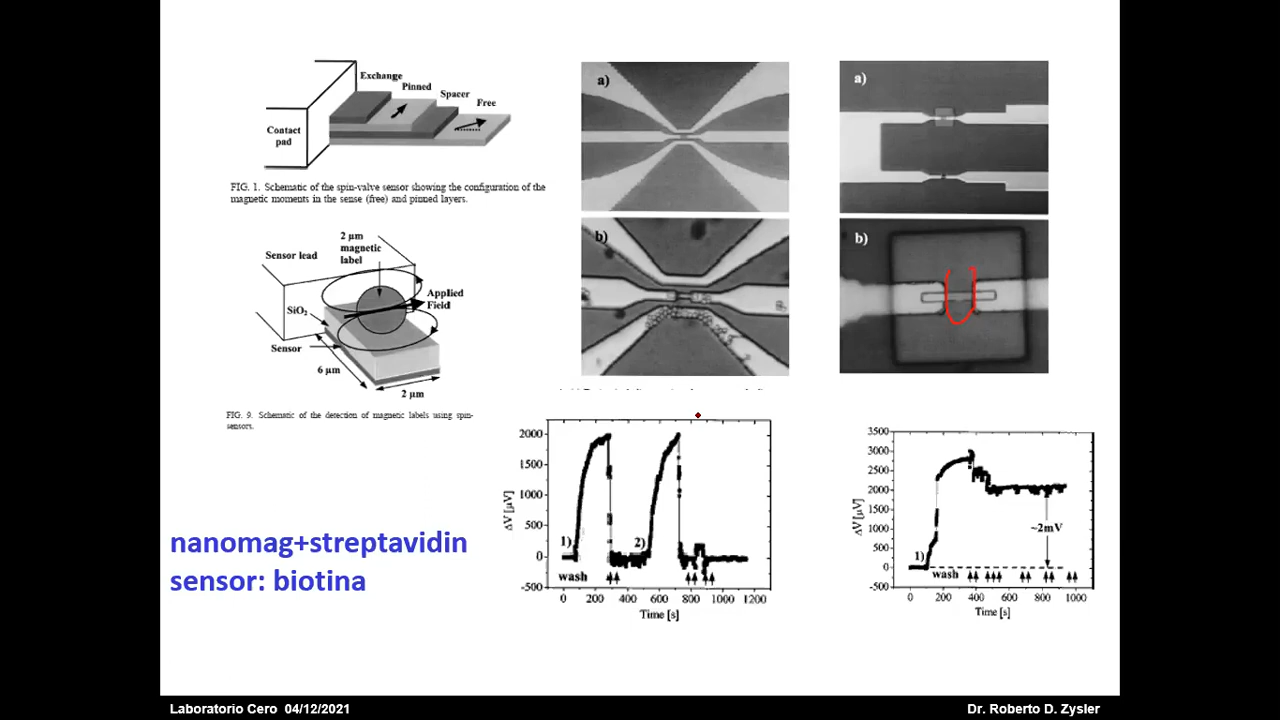 Exchange
Pinned
Spacer
Free
Contact
pad
FIG. 1. Schematic of the spin-valve sensor showing the configuration of the
magnetic moments in the sense (free) and pinned layers.
2 μm
magnetic
label
Sensor lead
Applied
Field
SiO₂
Sensor
6 μm
2 μm
FIG. 9. Schematic of the detection of magnetic labels using spin-
sensors.
nanomag+streptavidin
sensor: biotina
a)
b)
2000
1500
1000
500
0
-500
ΔV [μV]
1)
2)
wash
0 200 400 600 800 1000 1200
Time [s]
a)
b)
3500
3000
2500
2000
1500
1000
500
0
-500
ΔV [μV]
~2mV
1)
wash
0 200 400 600 800 1000
Time [s]
Laboratorio Cero 04/12/2021
Dr. Roberto D. Zysler